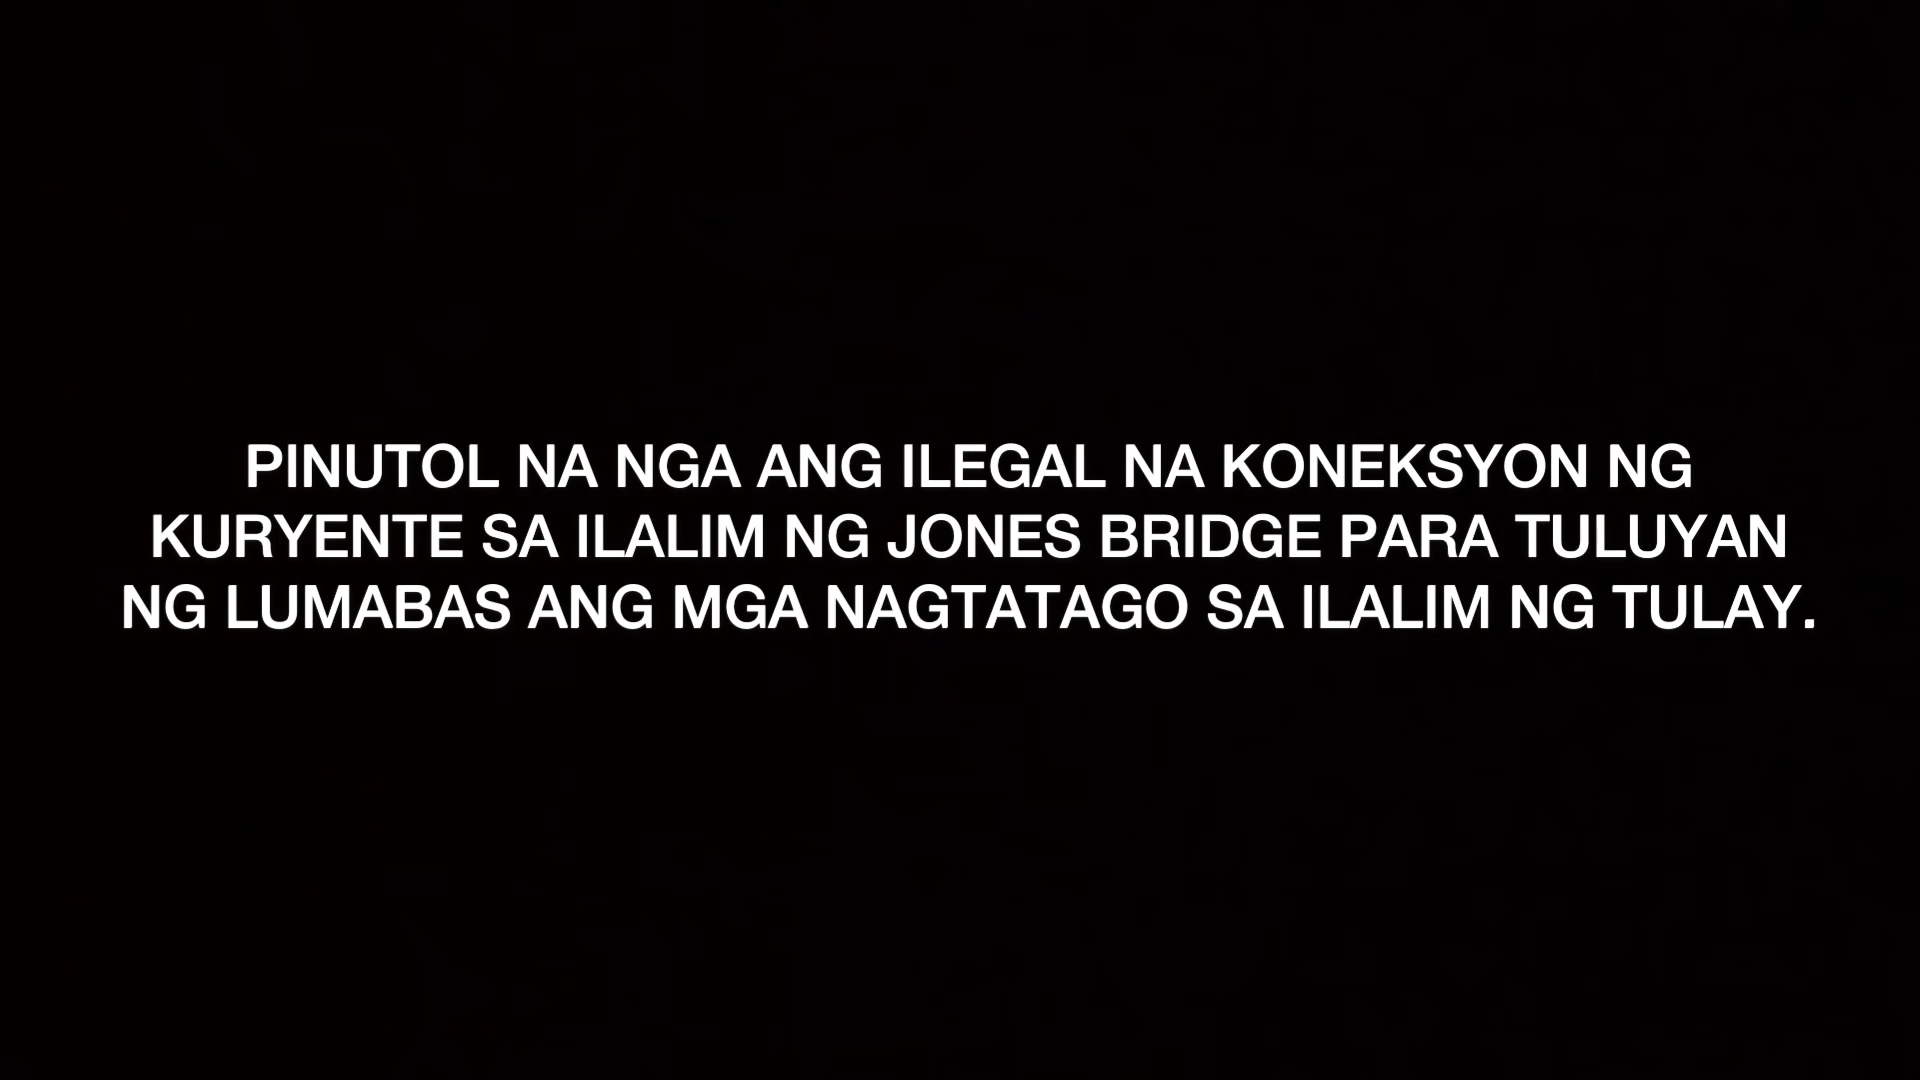 PINUTOL NA NGA ANG ILEGAL NA KONEKSYON NG
KURYENTE SA ILALIM NG JONES BRIDGE PARA TULUYAN
NG LUMABAS ANG MGA NAGTATAGO SA ILALIM NG TULAY.